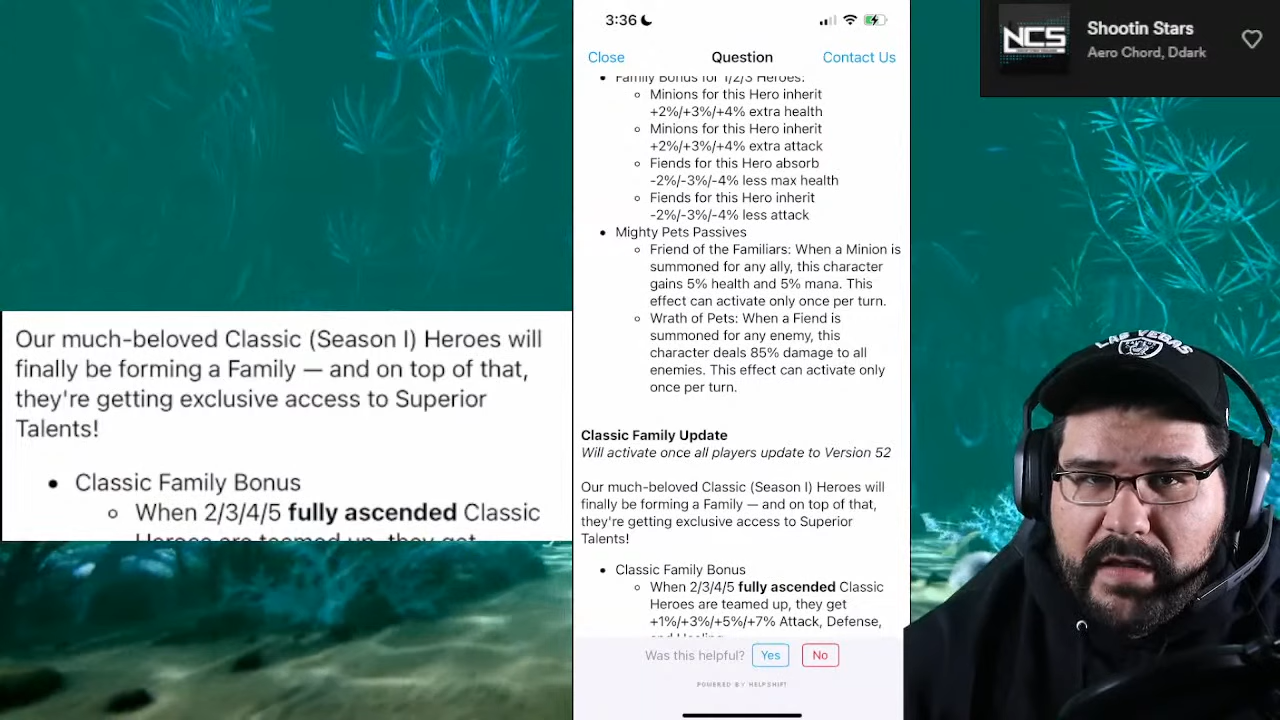 Our much-beloved Classic (Season I) Heroes will
finally be forming a Family — and on top of that,
they're getting exclusive access to Superior
Talents!
• Classic Family Bonus
○ When 2/3/4/5 fully ascended Classic
Heroes are teamed up, they get
3:36
Close
Question
Contact Us
• Family Bonus for 1/2/3 Heroes:
○ Minions for this Hero inherit
+2%/+3%/+4% extra health
○ Minions for this Hero inherit
+2%/+3%/+4% extra attack
○ Fiends for this Hero absorb
-2%/-3%/-4% less max health
○ Fiends for this Hero inherit
-2%/-3%/-4% less attack
• Mighty Pets Passives
○ Friend of the Familiars: When a Minion is
summoned for any ally, this character
gains 5% health and 5% mana. This
effect can activate only once per turn.
○ Wrath of Pets: When a Fiend is
summoned for any enemy, this
character deals 85% damage to all
enemies. This effect can activate only
once per turn.
Classic Family Update
Will activate once all players update to Version 52
Our much-beloved Classic (Season I) Heroes will
finally be forming a Family — and on top of that,
they're getting exclusive access to Superior
Talents!
• Classic Family Bonus
○ When 2/3/4/5 fully ascended Classic
Heroes are teamed up, they get
+1%/+3%/+5%/+7% Attack, Defense,
and Healing
Was this helpful?
Yes
No
POWERED BY HELPSHIFT
NCS
Shootin Stars
Aero Chord, Ddark
LAS VEGAS
RAIDERS